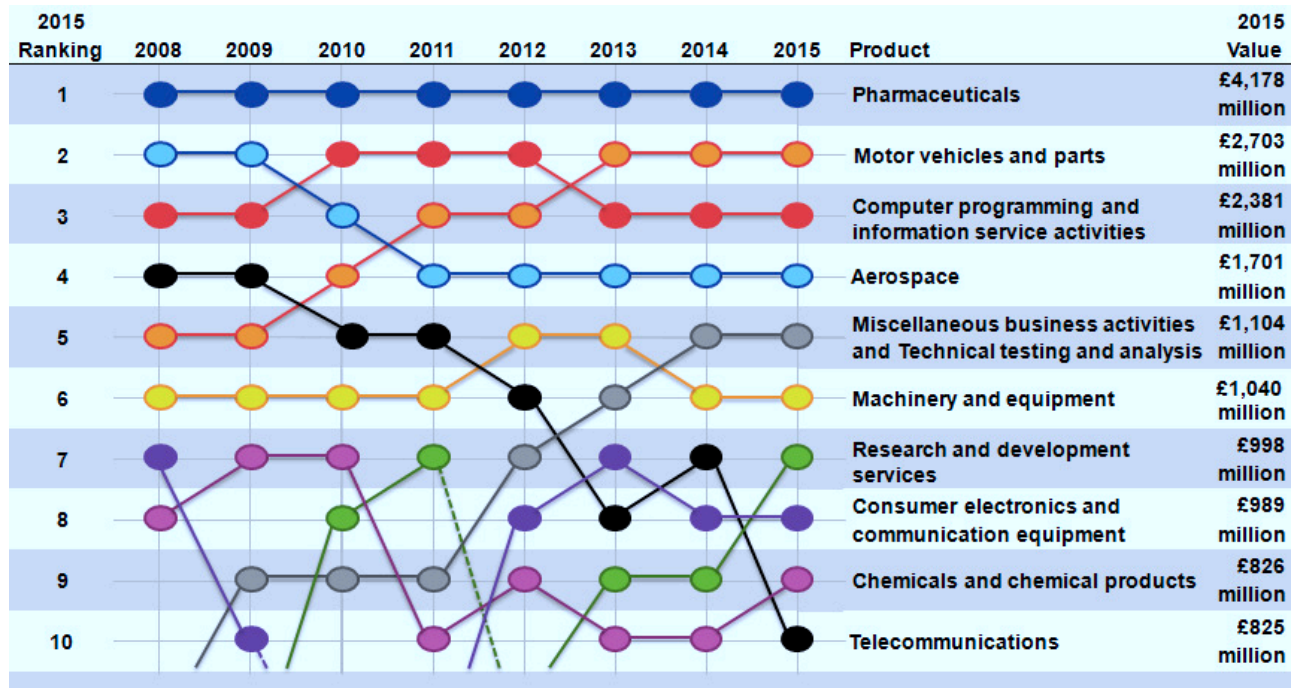 2015 Ranking 2008 2009 2010 2011 2012 2013 2014 2015 Product 2015 Value
1 Pharmaceuticals £4,178 million
2 Motor vehicles and parts £2,703 million
3 Computer programming and information service activities £2,381 million
4 Aerospace £1,701 million
5 Miscellaneous business activities and Technical testing and analysis £1,104 million
6 Machinery and equipment £1,040 million
7 Research and development services £998 million
8 Consumer electronics and communication equipment £989 million
9 Chemicals and chemical products £826 million
10 Telecommunications £825 million